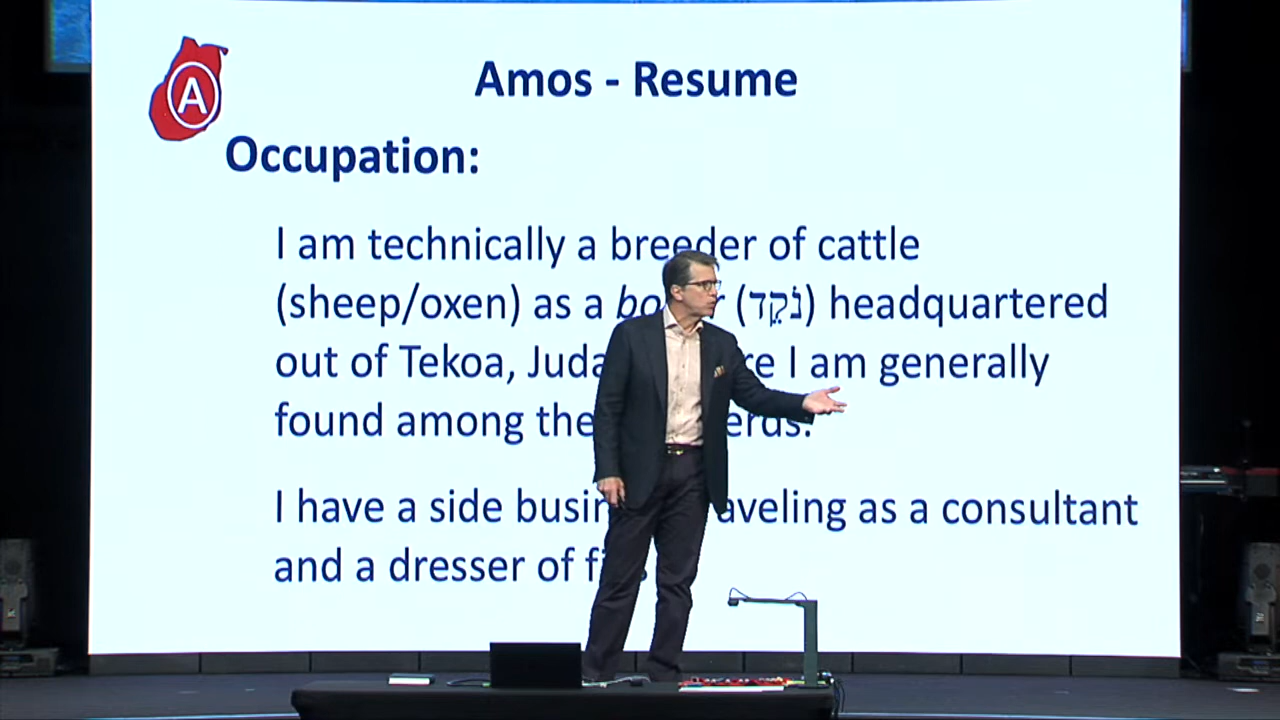 A
Amos - Resume
Occupation:
I am technically a breeder of cattle
(sheep/oxen) as a (נֹקֵד) headquartered
out of Tekoa, I am generally
found among the
I have a side as a consultant
and a dresser of